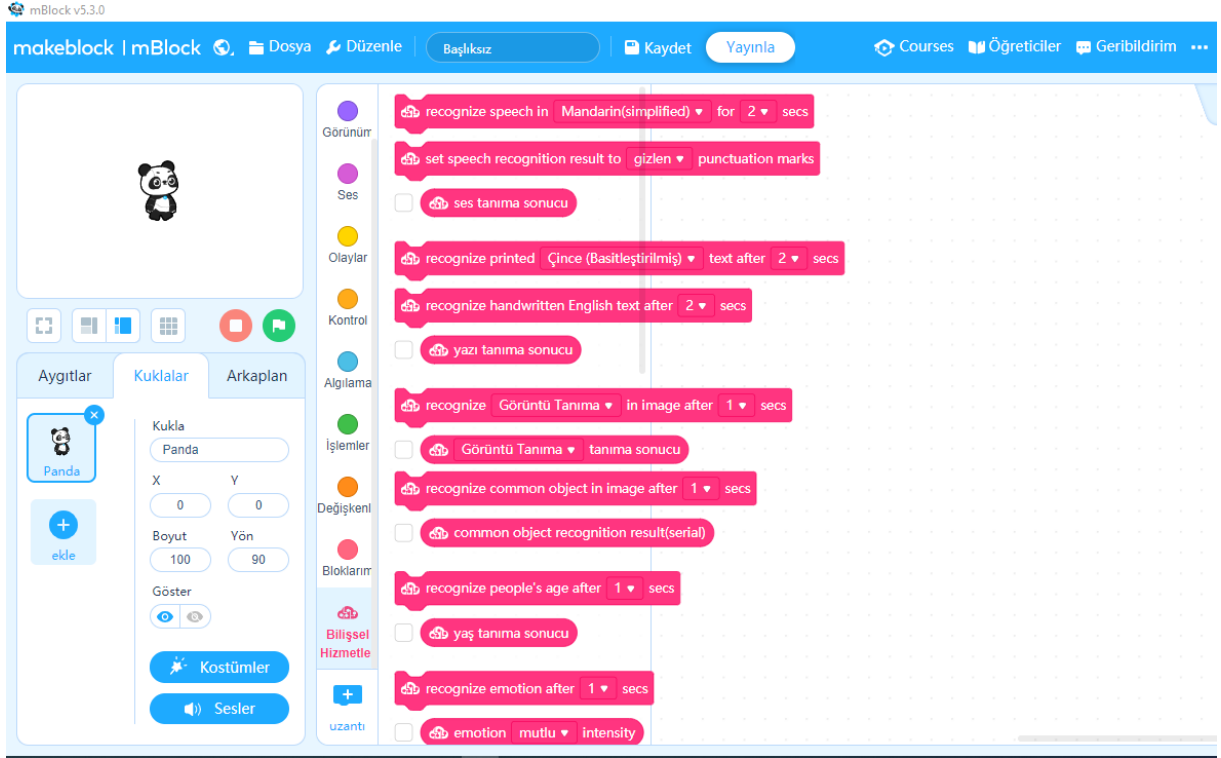 mBlock v5.3.0
makeblock | mBlock Dosya Düzenle Başlıksız Kaydet Yayınla Courses Öğreticiler Geribildirim
Aygıtlar Kuklalar Arkaplan
Panda
ekle
Kukla
Panda
X Y
0 0
Boyut Yön
100 90
Göster
Kostümler
Sesler
Görünüm
Ses
Olaylar
Kontrol
Algılama
İşlemler
Değişkenl
Bloklarım
Bilişsel
Hizmetle
uzantı
recognize speech in Mandarin(simplified) for 2 secs
set speech recognition result to gizlen punctuation marks
ses tanıma sonucu
recognize printed Çince (Basitleştirilmiş) text after 2 secs
recognize handwritten English text after 2 secs
yazı tanıma sonucu
recognize Görüntü Tanıma in image after 1 secs
Görüntü Tanıma tanıma sonucu
recognize common object in image after 1 secs
common object recognition result(serial)
recognize people's age after 1 secs
yaş tanıma sonucu
recognize emotion after 1 secs
emotion mutlu intensity